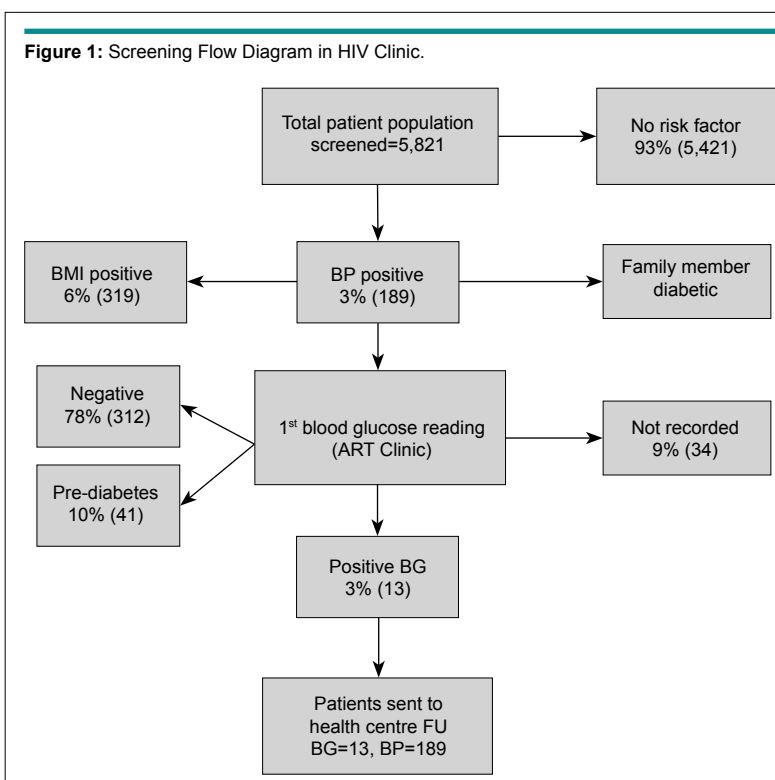 Figure 1: Screening Flow Diagram in HIV Clinic.
Total patient population
screened=5,821
No risk factor
93% (5,421)
BMI positive
6% (319)
BP positive
3% (189)
Family member
diabetic
Negative
78% (312)
Pre-diabetes
10% (41)
1st blood glucose reading
(ART Clinic)
Not recorded
9% (34)
Positive BG
3% (13)
Patients sent to
health centre FU
BG=13, BP=189